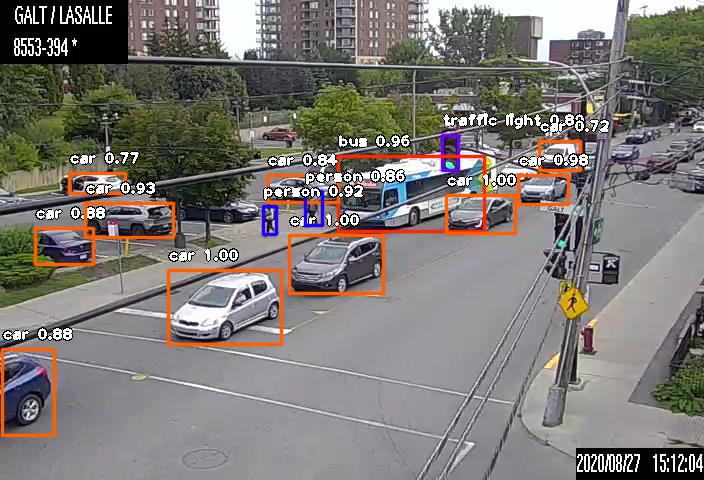 GALT / LASALLE
8553-394 *
traffic light 0.88
car 0.72
bus 0.96
car 0.77
car 0.84
car 0.98
person 0.86
car 1.00
car 0.93
person 0.92
car 0.88
car 1.00
car 1.00
car 0.88
GALT
2020/08/27 15:12:04